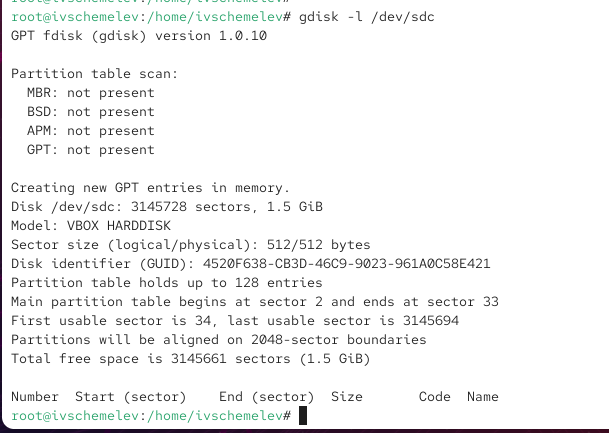 root@ivschemelev:/home/ivschemelev# gdisk -l /dev/sdc
GPT fdisk (gdisk) version 1.0.10
Partition table scan:
MBR: not present
BSD: not present
APM: not present
GPT: not present
Creating new GPT entries in memory.
Disk /dev/sdc: 3145728 sectors, 1.5 GiB
Model: VBOX HARDDISK
Sector size (logical/physical): 512/512 bytes
Disk identifier (GUID): 4520F638-CB3D-46C9-9023-961A0C58E421
Partition table holds up to 128 entries
Main partition table begins at sector 2 and ends at sector 33
First usable sector is 34, last usable sector is 3145694
Partitions will be aligned on 2048-sector boundaries
Total free space is 3145661 sectors (1.5 GiB)
Number  Start (sector)    End (sector)  Size       Code  Name
root@ivschemelev:/home/ivschemelev#